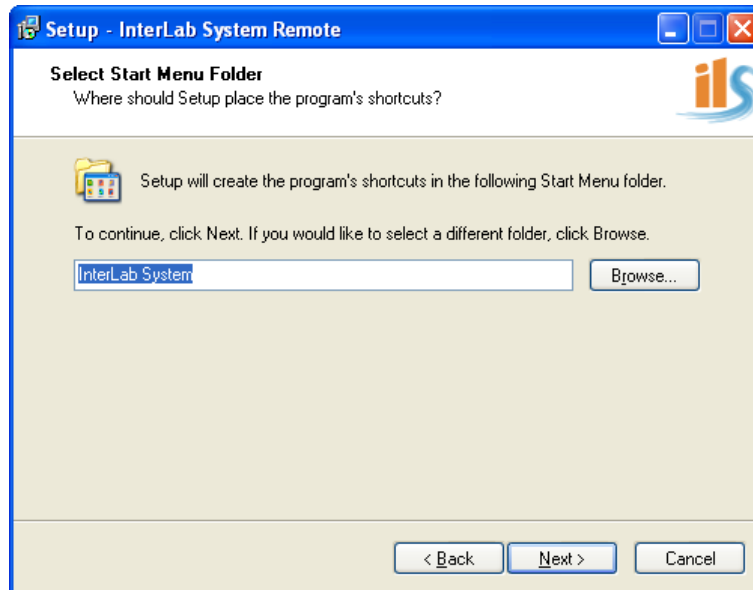 Setup - InterLab System Remote
Select Start Menu Folder
Where should Setup place the program's shortcuts?
ils
Setup will create the program's shortcuts in the following Start Menu folder.
To continue, click Next. If you would like to select a different folder, click Browse.
InterLab System
Browse...
< Back
Next >
Cancel